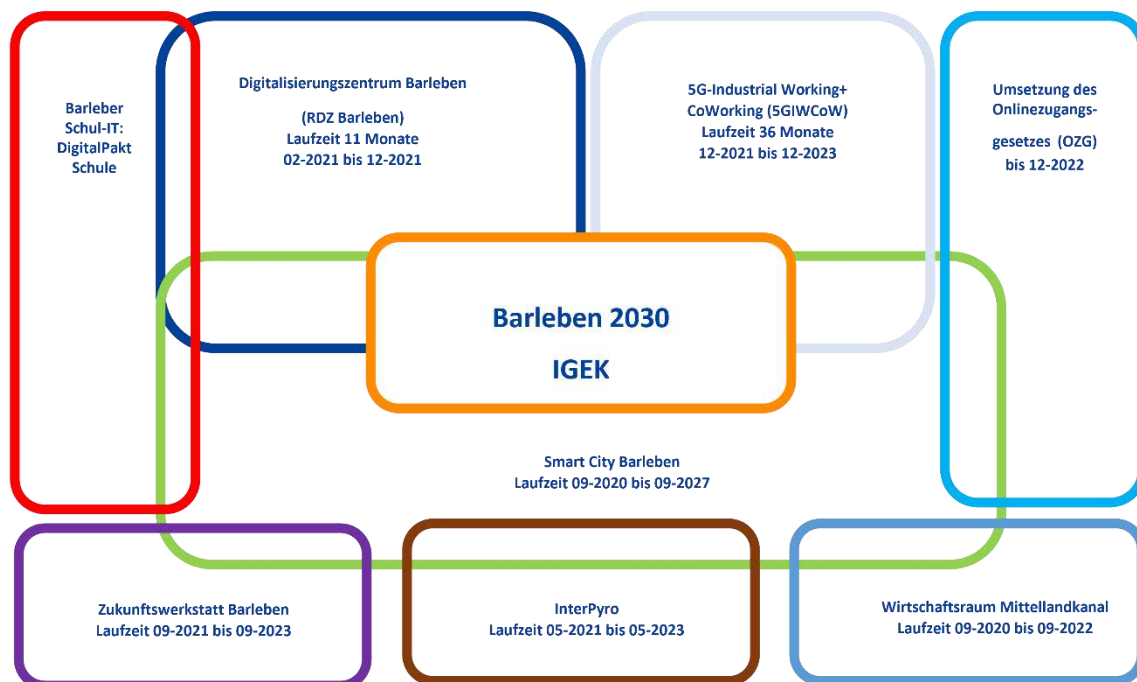 Barleber
Schul-IT:
DigitalPakt
Schule
Digitalisierungszentrum Barleben
(RDZ Barleben)
Laufzeit 11 Monate
02-2021 bis 12-2021
5G-Industrial Working+
CoWorking (5GIWCoW)
Laufzeit 36 Monate
12-2021 bis 12-2023
Umsetzung des
Onlinezugangs-
gesetzes (OZG)
bis 12-2022
Barleben 2030
IGEK
Smart City Barleben
Laufzeit 09-2020 bis 09-2027
Zukunftswerkstatt Barleben
Laufzeit 09-2021 bis 09-2023
InterPyro
Laufzeit 05-2021 bis 05-2023
Wirtschaftsraum Mittellandkanal
Laufzeit 09-2020 bis 09-2022